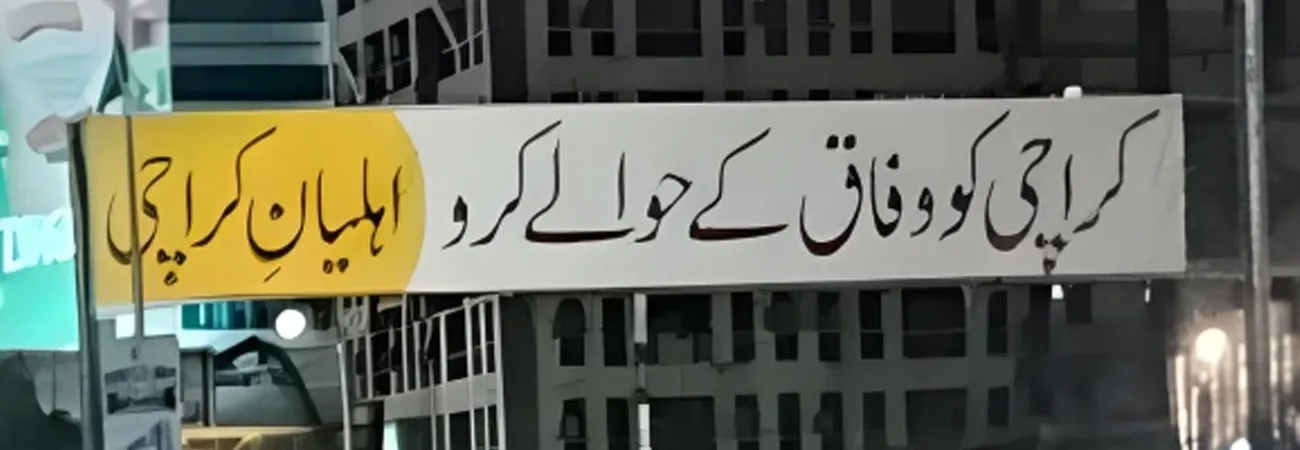 کراچی کو وفاق کے حوالے کرو
اہلیانِ کراچی